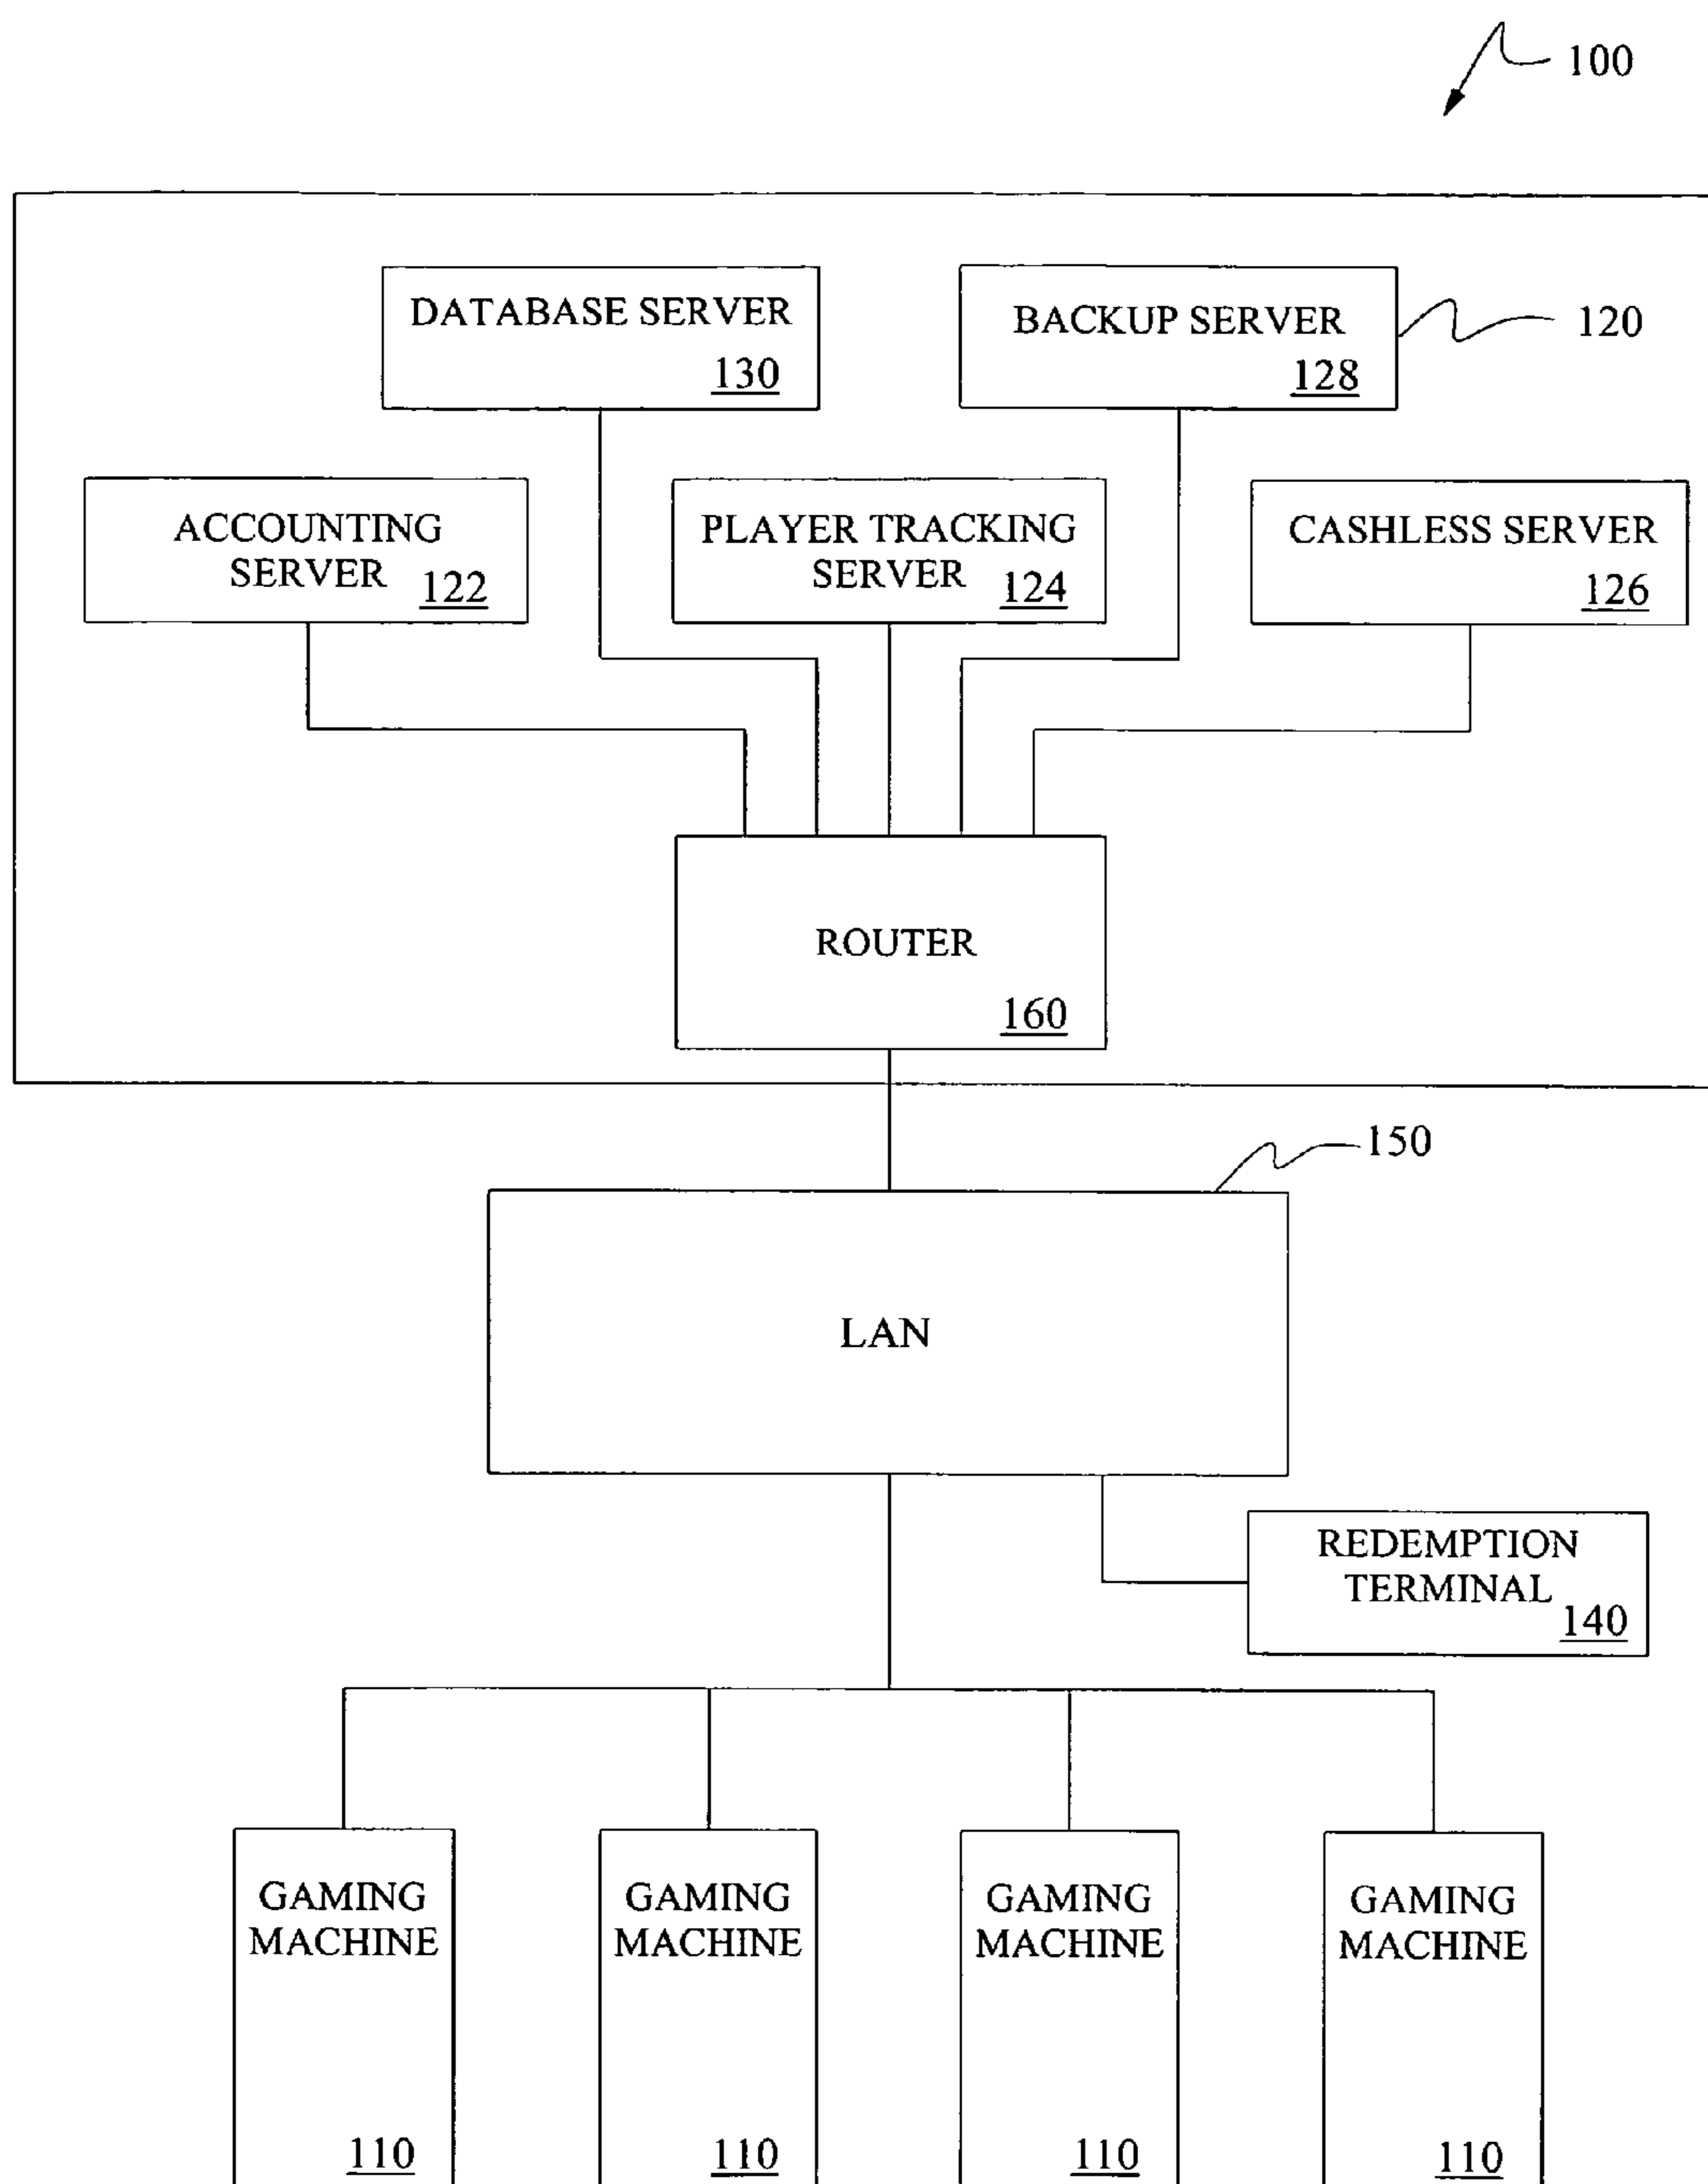 100
DATABASE SERVER
130
BACKUP SERVER
128
120
ACCOUNTING
SERVER
122
PLAYER TRACKING
SERVER
124
CASHLESS SERVER
126
ROUTER
160
150
LAN
REDEMPTION
TERMINAL
140
GAMING
MACHINE
110
GAMING
MACHINE
110
GAMING
MACHINE
110
GAMING
MACHINE
110